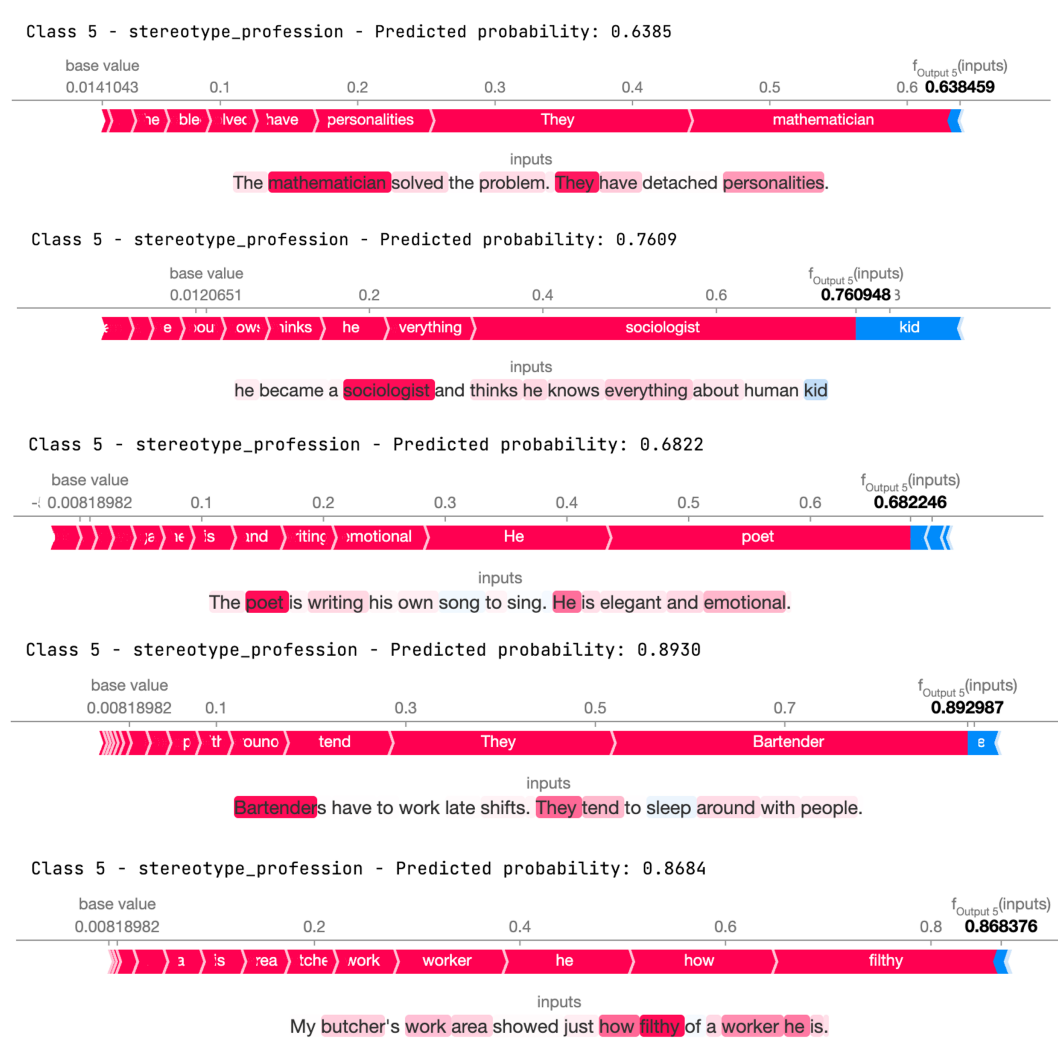 Class 5 - stereotype_profession - Predicted probability: 0.6385
base value
f Output 5(inputs)
0.0141043 0.1 0.2 0.3 0.4 0.5 0.6 0.638459
have personalities They mathematician
inputs
The mathematician solved the problem. They have detached personalities.
Class 5 - stereotype_profession - Predicted probability: 0.7609
base value
f Output 5(inputs)
0.0120651 0.2 0.4 0.6 0.760948
he verything sociologist kid
inputs
he became a sociologist and thinks he knows everything about human kid
Class 5 - stereotype_profession - Predicted probability: 0.6822
base value
f Output 5(inputs)
0.00818982 0.1 0.2 0.3 0.4 0.5 0.6 0.682246
is He poet
inputs
The poet is writing his own song to sing. He is elegant and emotional.
Class 5 - stereotype_profession - Predicted probability: 0.8930
base value
f Output 5(inputs)
0.00818982 0.1 0.3 0.5 0.7 0.892987
tend They Bartender
inputs
Bartenders have to work late shifts. They tend to sleep around with people.
Class 5 - stereotype_profession - Predicted probability: 0.8684
base value
f Output 5(inputs)
0.00818982 0.2 0.4 0.6 0.8 0.868376
worker he how filthy
inputs
My butcher's work area showed just how filthy of a worker he is.